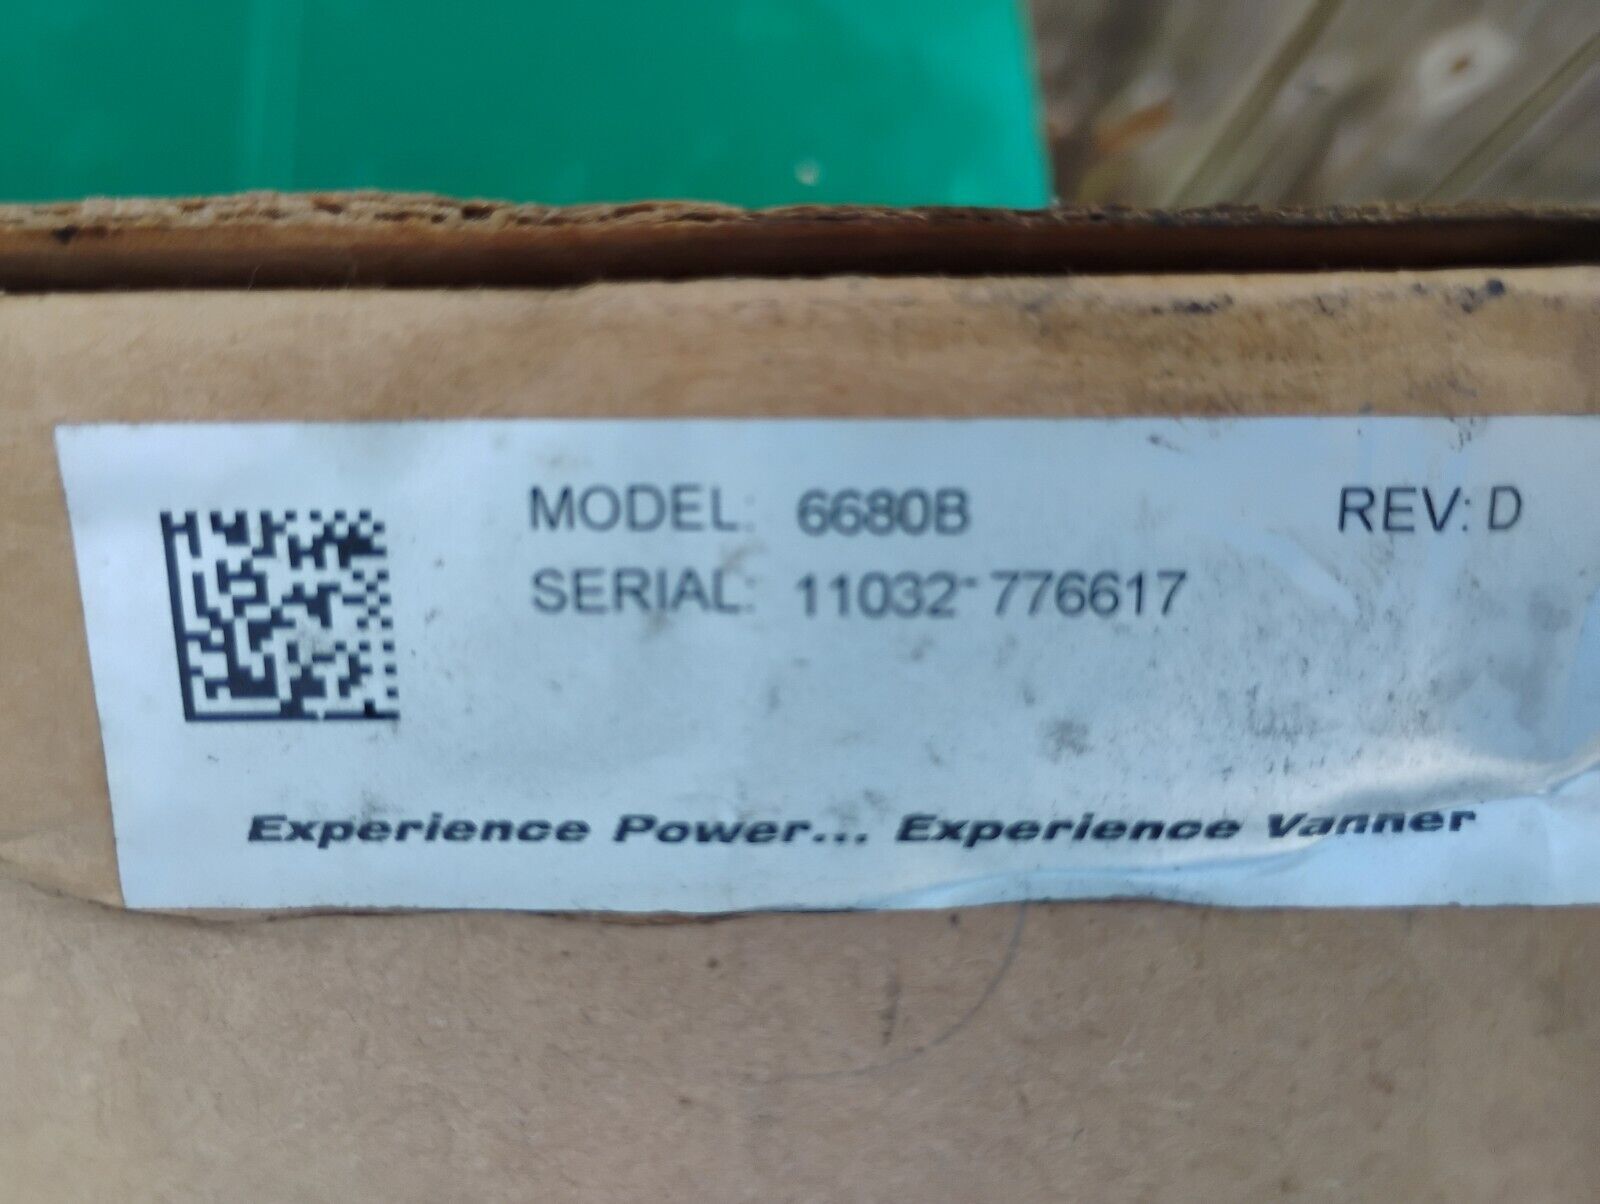 MODEL: 6680B REV: D
SERIAL: 11032-776617
Experience Power... Experience Vanner